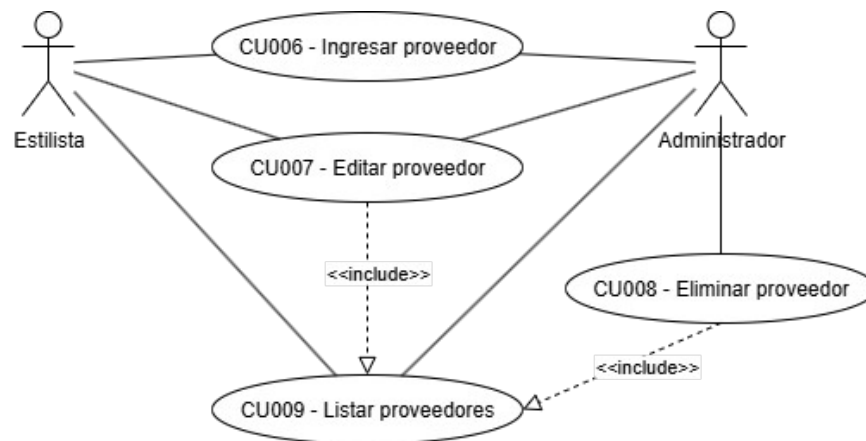 CU006 - Ingresar proveedor
Estilista
Administrador
CU007 - Editar proveedor
<<include>>
CU008 - Eliminar proveedor
<<include>>
CU009 - Listar proveedores